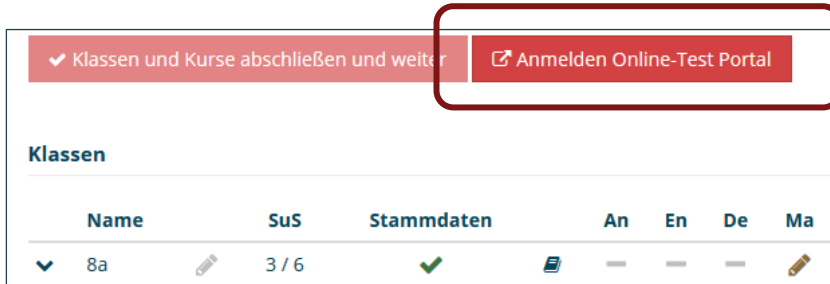 Klassen und Kurse abschließen und weiter Anmelden Online-Test Portal
Klassen
Name SuS Stammdaten An En De Ma
8a 3 / 6